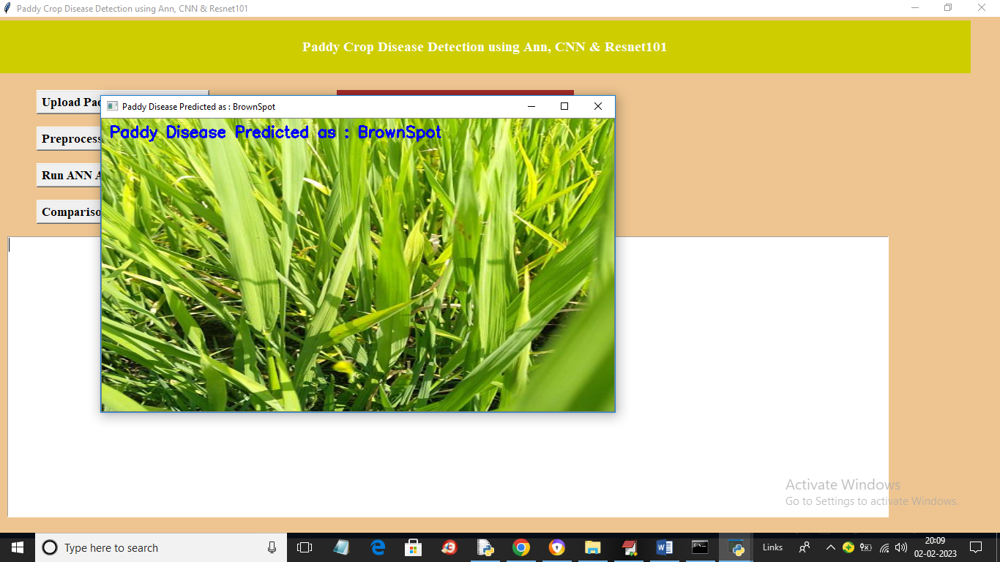 Paddy Crop Disease Detection using Ann, CNN & Resnet101
Paddy Crop Disease Detection using Ann, CNN & Resnet101
Upload Pad
Paddy Disease Predicted as : BrownSpot
Paddy Disease Predicted as : BrownSpot
Preprocess
Run ANN A
Compariso
Activate Windows
Go to Settings to activate Windows.
Type here to search
Links
20:09
02-02-2023